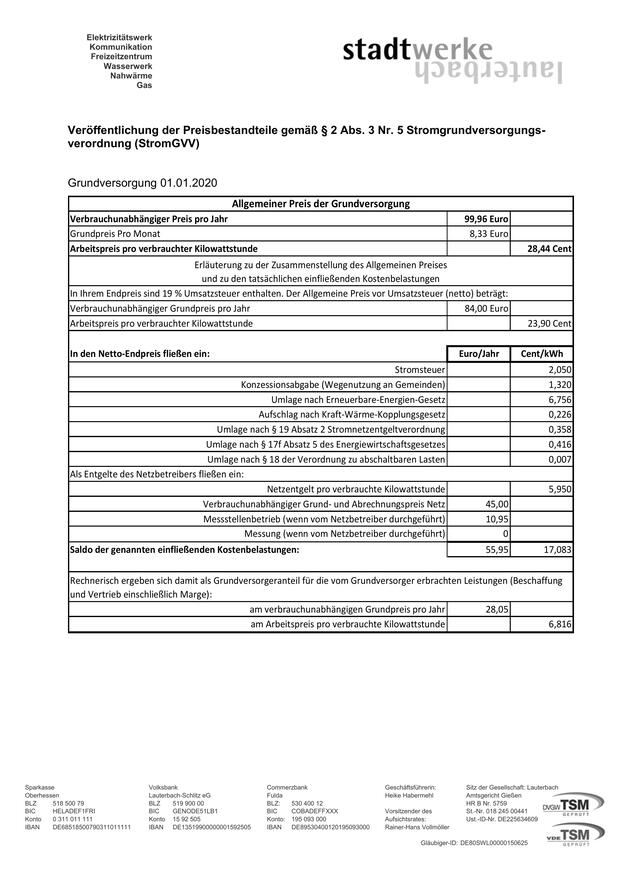 Elektrizitätswerk
Kommunikation
Freizeitzentrum
Wasserwerk
Nahwärme
Gas
stadtwerke
lauterbach
Veröffentlichung der Preisbestandteile gemäß § 2 Abs. 3 Nr. 5 Stromgrundversorgungs-
verordnung (StromGVV)
Grundversorgung 01.01.2020
Allgemeiner Preis der Grundversorgung
Verbrauchunabhängiger Preis pro Jahr 99,96 Euro
Grundpreis Pro Monat 8,33 Euro
Arbeitspreis pro verbrauchter Kilowattstunde 28,44 Cent
Erläuterung zu der Zusammenstellung des Allgemeinen Preises
und zu den tatsächlichen einfließenden Kostenbelastungen
In Ihrem Endpreis sind 19 % Umsatzsteuer enthalten. Der Allgemeine Preis vor Umsatzsteuer (netto) beträgt:
Verbrauchunabhängiger Grundpreis pro Jahr 84,00 Euro
Arbeitspreis pro verbrauchter Kilowattstunde 23,90 Cent
In den Netto-Endpreis fließen ein: Euro/Jahr Cent/kWh
Stromsteuer 2,050
Konzessionsabgabe (Wegenutzung an Gemeinden) 1,320
Umlage nach Erneuerbare-Energien-Gesetz 6,756
Aufschlag nach Kraft-Wärme-Kopplungsgesetz 0,226
Umlage nach § 19 Absatz 2 Stromnetzentgeltverordnung 0,358
Umlage nach § 17f Absatz 5 des Energiewirtschaftsgesetzes 0,416
Umlage nach § 18 der Verordnung zu abschaltbaren Lasten 0,007
Als Entgelte des Netzbetreibers fließen ein:
Netzentgelt pro verbrauchte Kilowattstunde 5,950
Verbrauchunabhängiger Grund- und Abrechnungspreis Netz 45,00
Messstellenbetrieb (wenn vom Netzbetreiber durchgeführt) 10,95
Messung (wenn vom Netzbetreiber durchgeführt) 0
Saldo der genannten einfließenden Kostenbelastungen: 55,95 17,083
Rechnerisch ergeben sich damit als Grundversorgeranteil für die vom Grundversorger erbrachten Leistungen (Beschaffung
und Vertrieb einschließlich Marge):
am verbrauchunabhängigen Grundpreis pro Jahr 28,05
am Arbeitspreis pro verbrauchte Kilowattstunde 6,816
Sparkasse
Oberhessen
BLZ 518 500 79
BIC HELADEF1FRI
Konto 0 311 011 111
IBAN DE68518500790311011111
Volksbank
Lauterbach-Schlitz eG
BLZ 519 900 00
BIC GENODE51LB1
Konto 15 92 505
IBAN DE13519900000001592505
Commerzbank
Fulda
BLZ: 530 400 12
BIC COBADEFFXXX
Konto: 195 093 000
IBAN DE89530400120195093000
Geschäftsführerin:
Heike Habermehl
Vorsitzender des
Aufsichtsrates:
Rainer-Hans Vollmöller
Sitz der Gesellschaft: Lauterbach
Amtsgericht Gießen
HR B Nr. 5759
St.-Nr. 018 245 00441
Ust.-ID-Nr. DE225634609
Gläubiger-ID: DE80SWL00000150625
DVGW TSM
GEPRÜFT
VDE TSM
GEPRÜFT